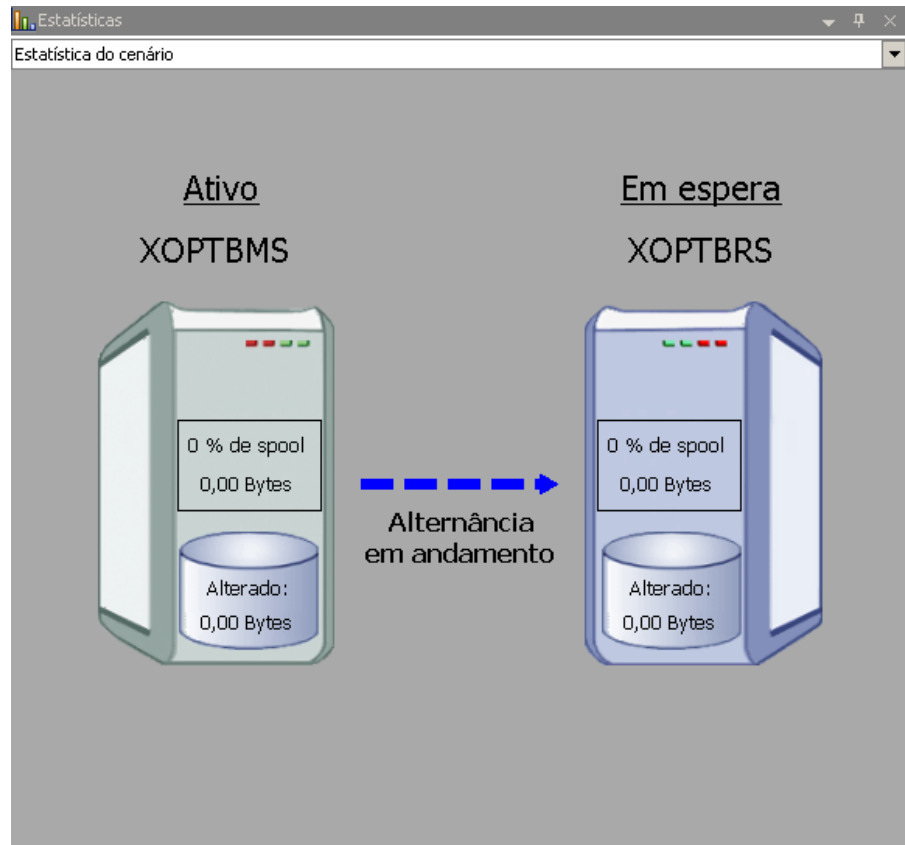 Estatísticas
Estatística do cenário
Ativo
XOPTBMS
Em espera
XOPTBRS
0 % de spool
0,00 Bytes
Alterado:
0,00 Bytes
Alternância
em andamento
0 % de spool
0,00 Bytes
Alterado:
0,00 Bytes